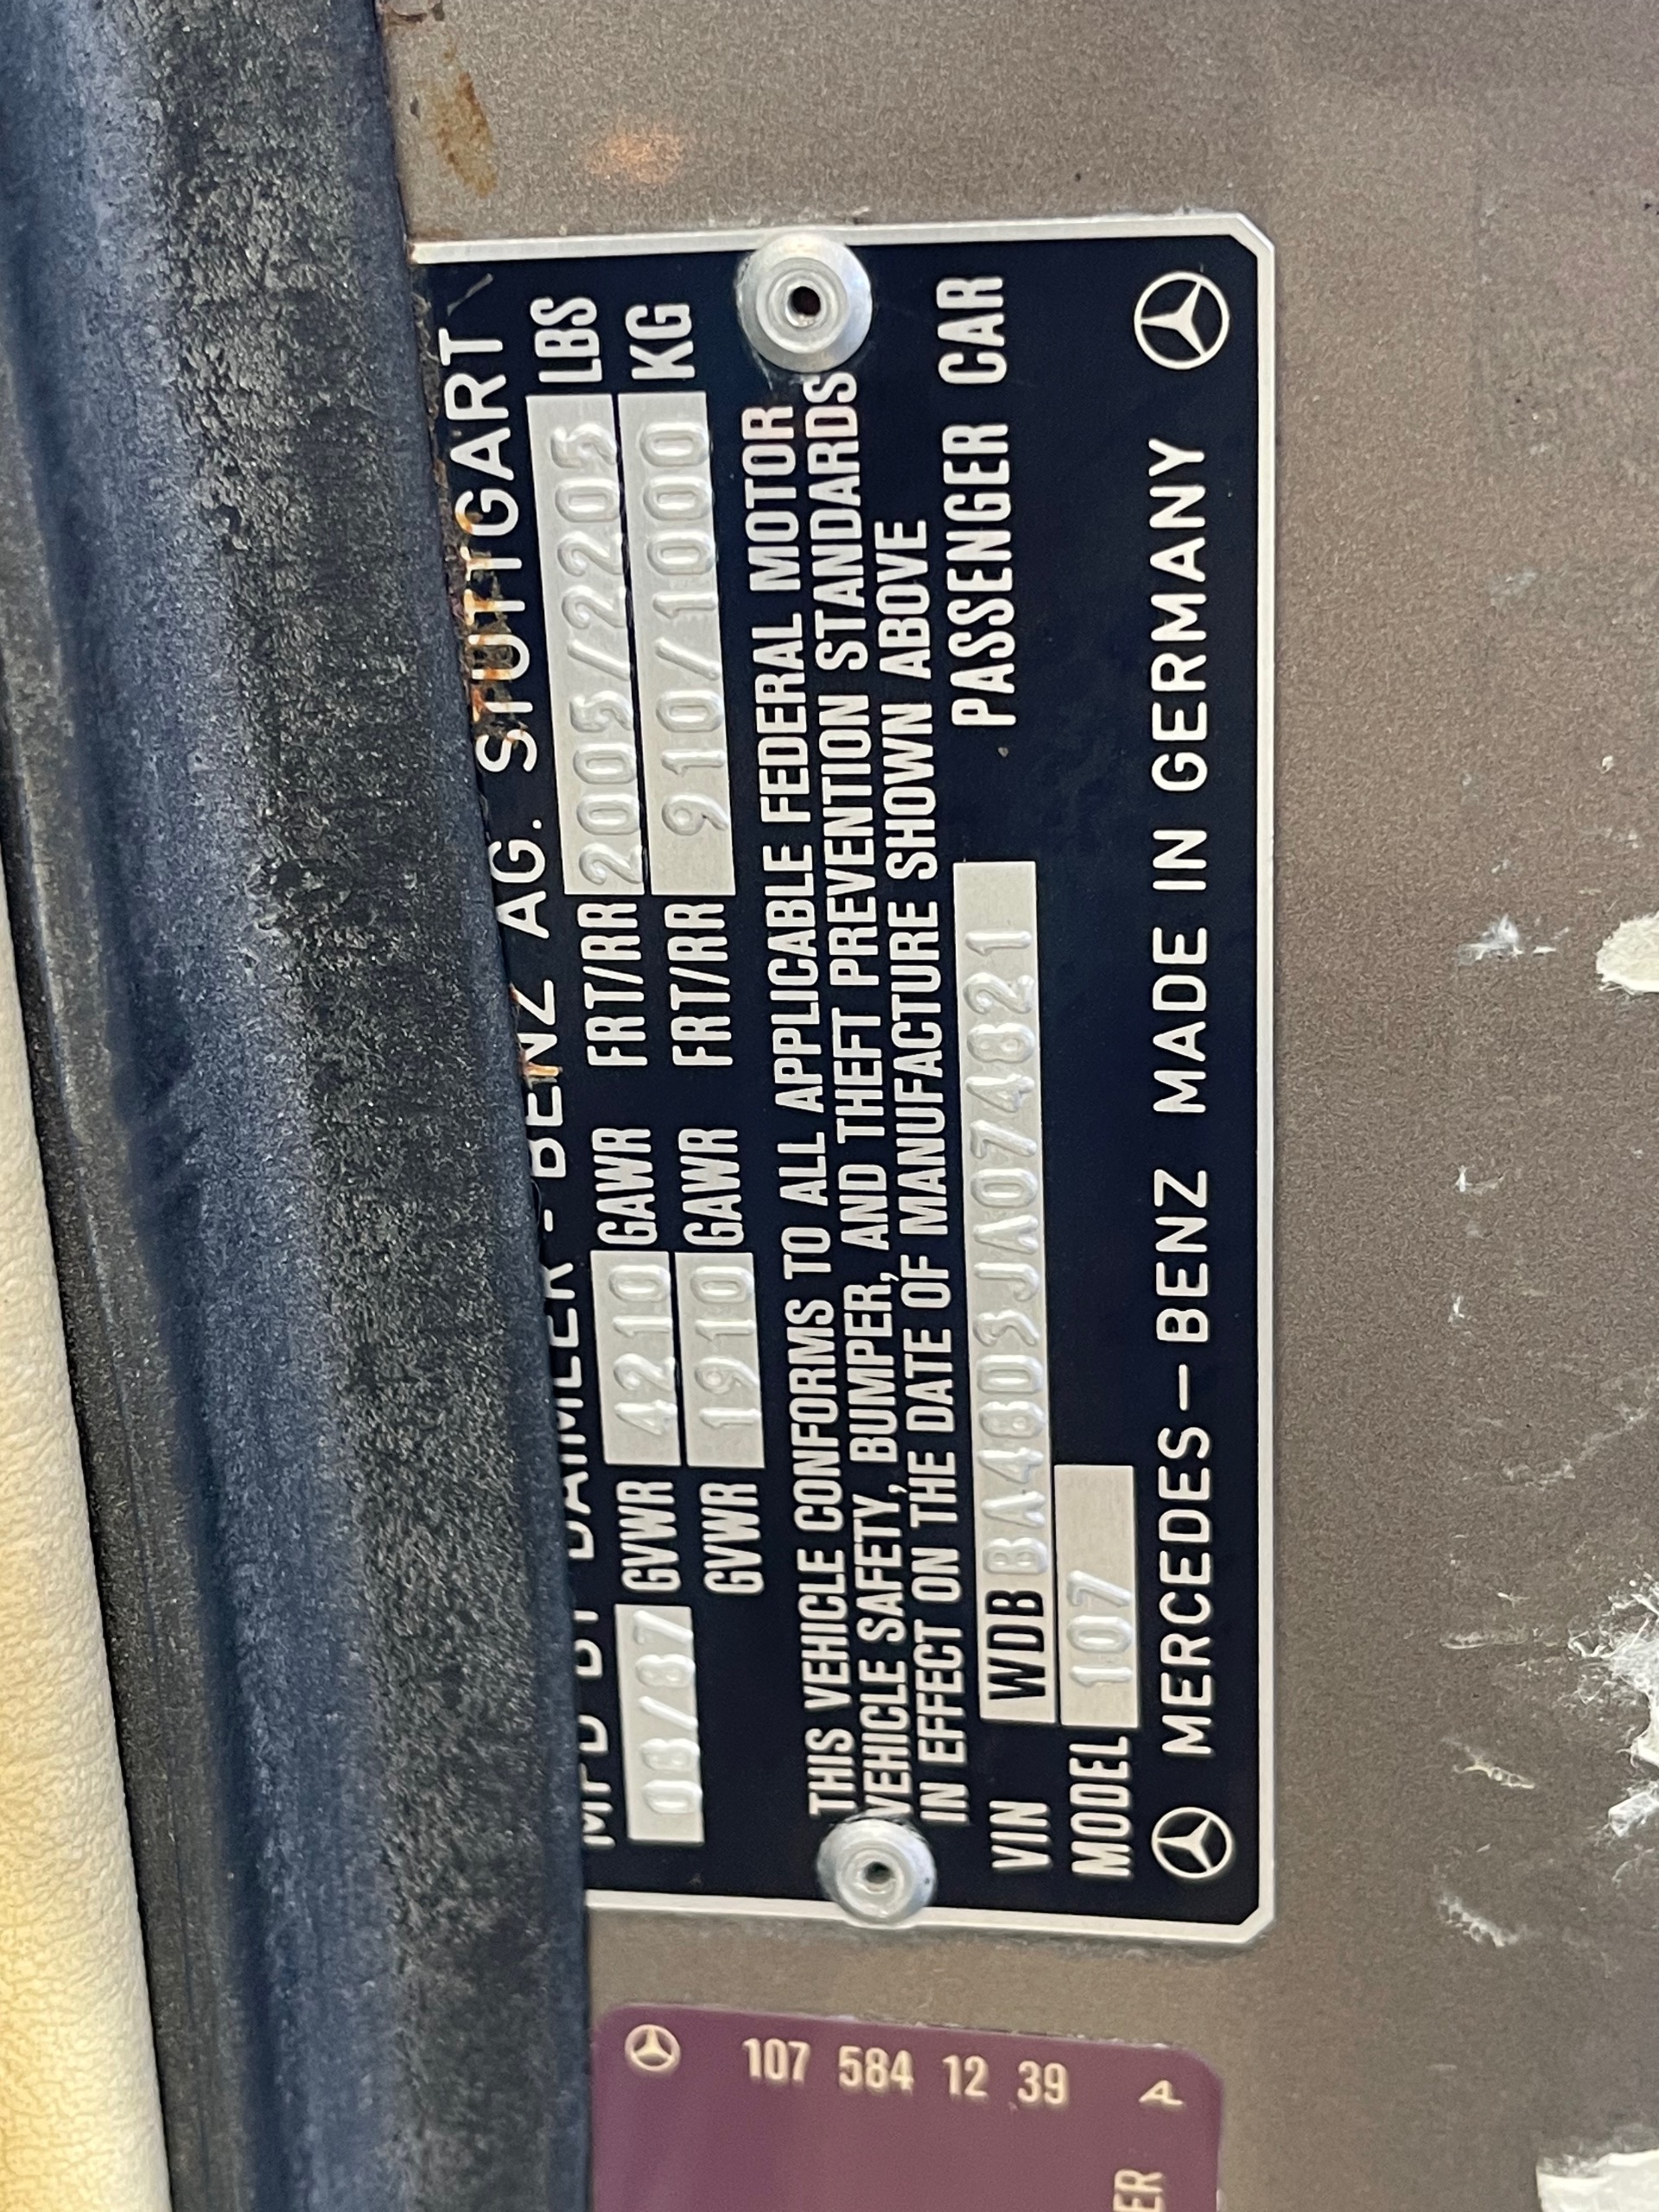 MFD BY DAIMLER - BENZ AG. STUTTGART
08/87 GVWR 4210 GAWR FRT/RR 2005/2205 LBS
GVWR 1910 GAWR FRT/RR 910/1000 KG
THIS VEHICLE CONFORMS TO ALL APPLICABLE FEDERAL MOTOR
VEHICLE SAFETY, BUMPER, AND THEFT PREVENTION STANDARDS
IN EFFECT ON THE DATE OF MANUFACTURE SHOWN ABOVE
VIN WDB BA48D3JA074821 PASSENGER CAR
MODEL 107
MERCEDES-BENZ MADE IN GERMANY
107 584 12 39
A